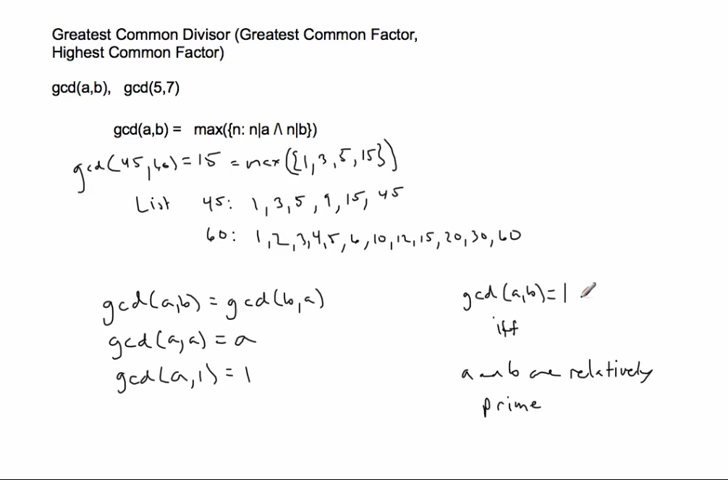 Greatest Common Divisor (Greatest Common Factor,
Highest Common Factor)
gcd(a,b), gcd(5,7)
gcd(a,b) = max({n: n|a /\ n|b})
gcd(45,60) = 15 = max({1,3,5,15})
List 45: 1, 3, 5, 9, 15, 45
60: 1, 2, 3, 4, 5, 6, 10, 12, 15, 20, 30, 60
gcd(a,b) = gcd(b,a)
gcd(a,a) = a
gcd(a,1) = 1
gcd(a,b) = 1
iff
a and b are relatively
prime